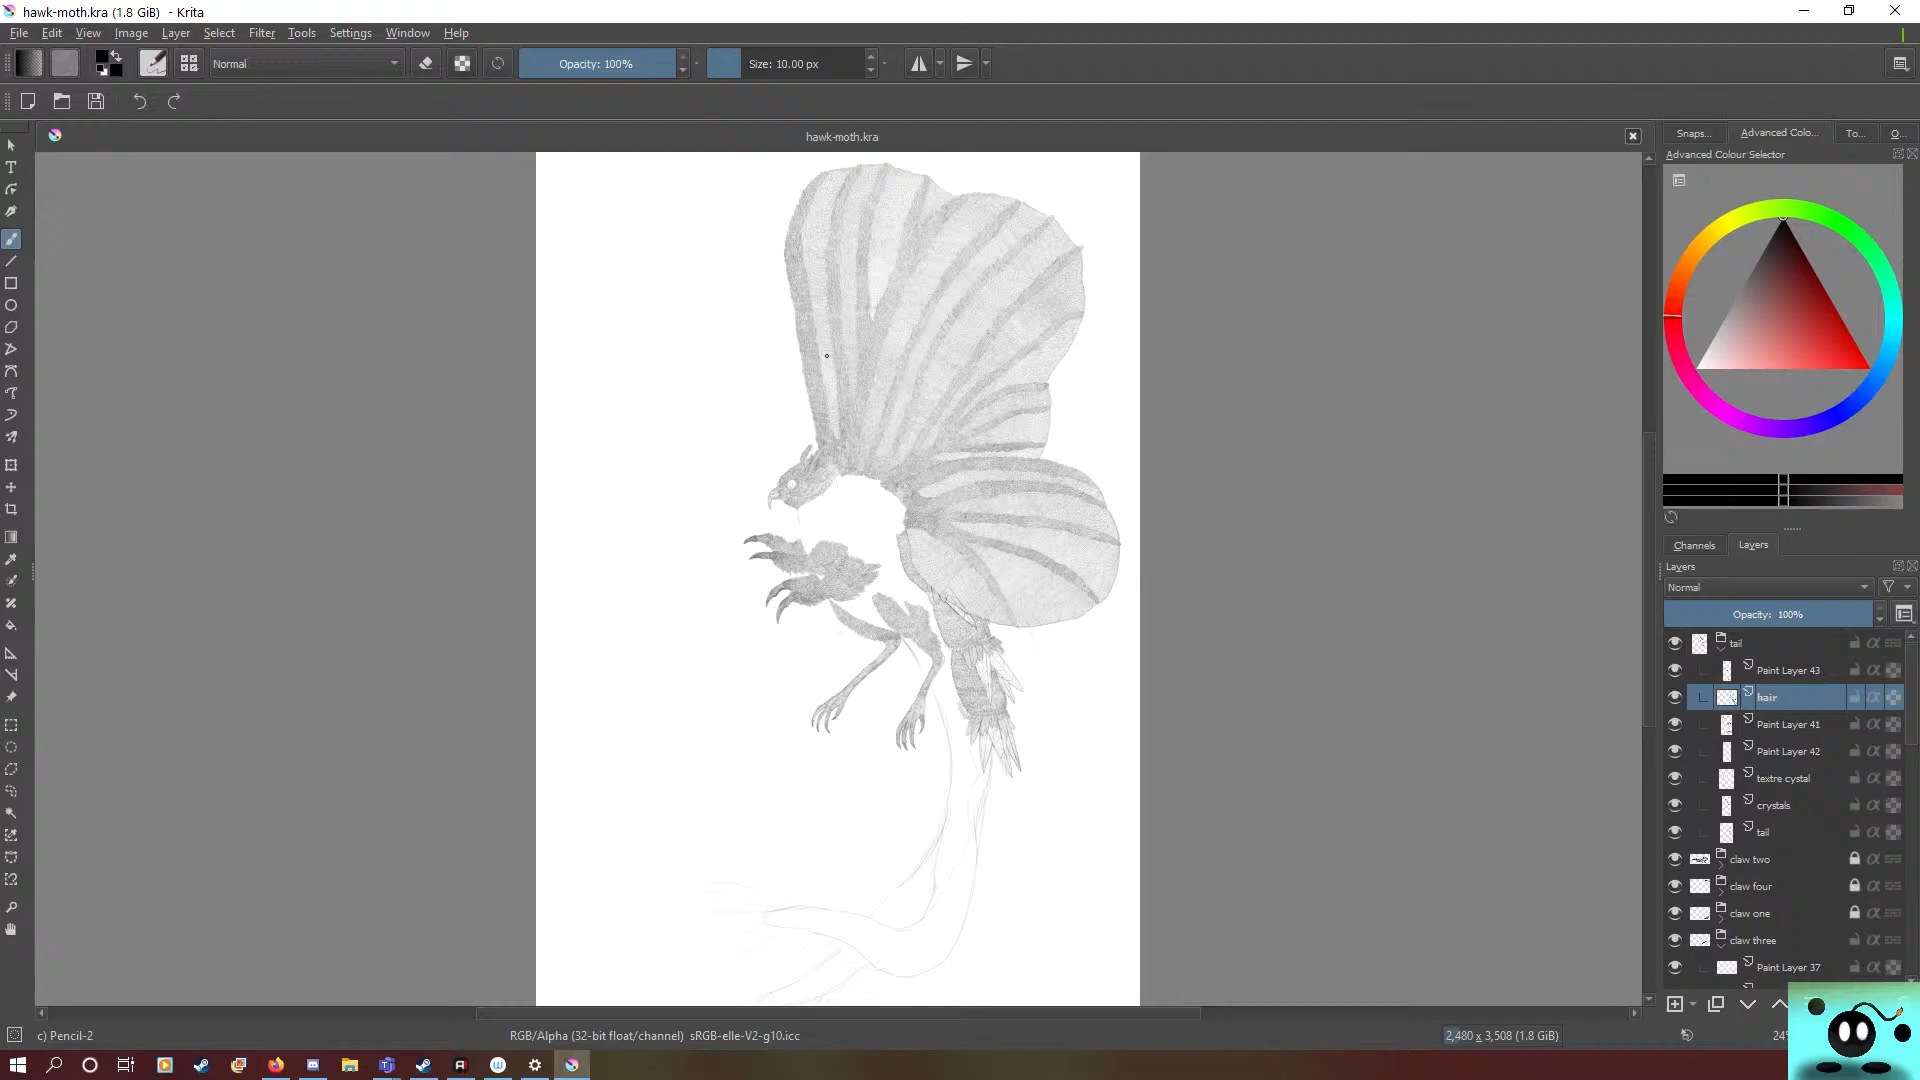 hawk-moth.kra (1.8 GiB)  - Krita
File Edit View Image Layer Select Filter Tools Settings Window Help
Normal Opacity: 100% Size: 10.00 px
hawk-moth.kra
Snaps... Advanced Colo... To... O...
Advanced Colour Selector
Channels Layers
Layers
Normal
Opacity: 100%
tail
Paint Layer 43
hair
Paint Layer 41
Paint Layer 42
textre cystal
crystals
tail
claw two
claw four
claw one
claw three
Paint Layer 37
c) Pencil-2 RGB/Alpha (32-bit float/channel) sRGB-elle-V2-g10.icc 2,480 x 3,508 (1.8 GiB)